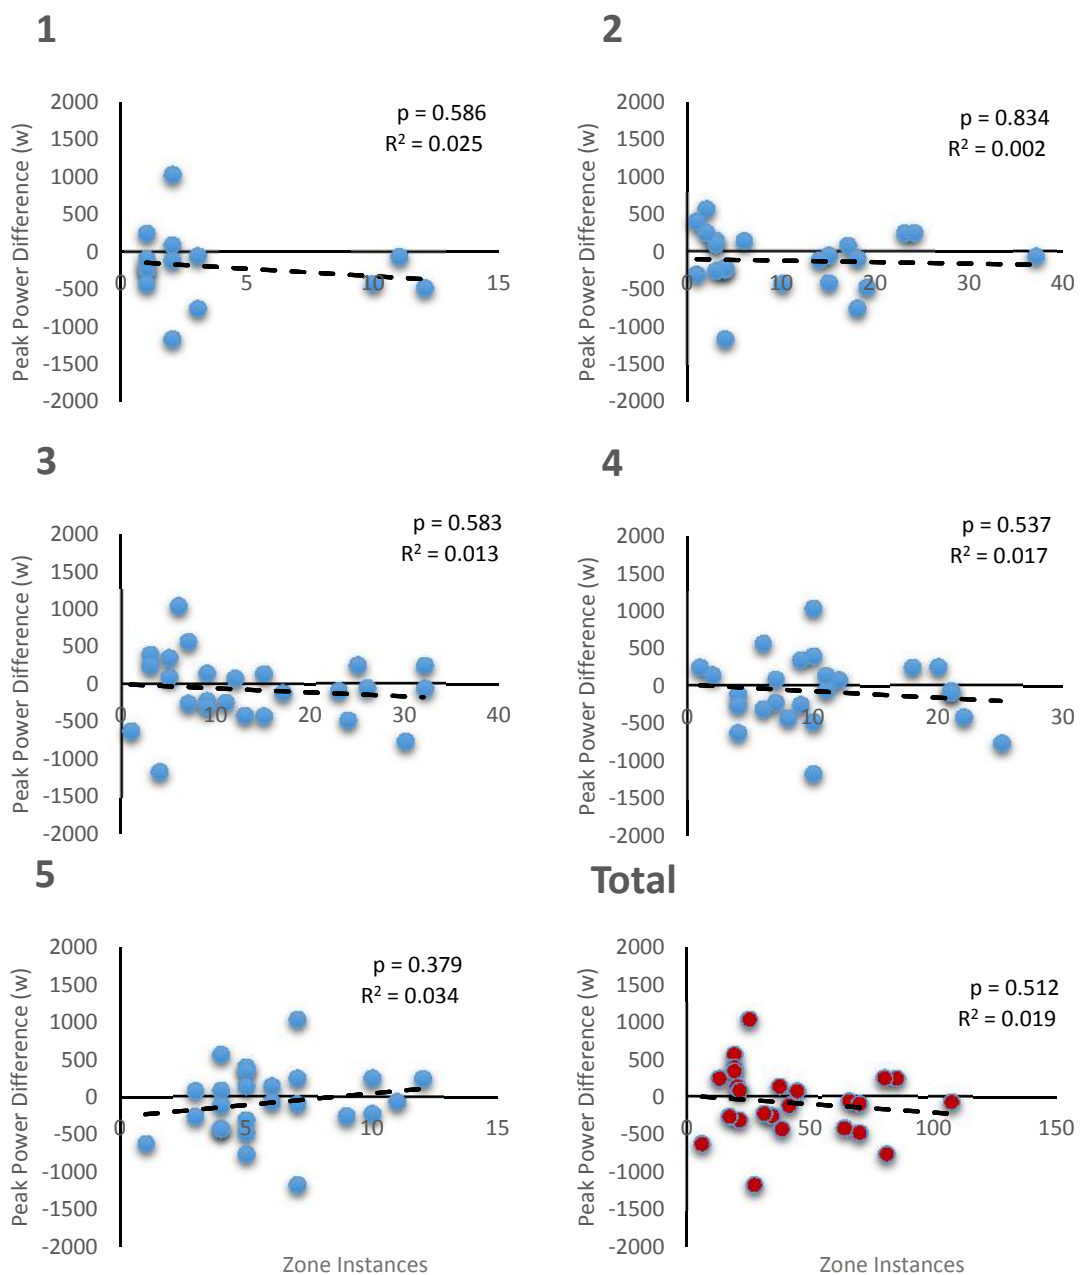 1
p = 0.586
R² = 0.025
Peak Power Difference (w)
2000
1500
1000
500
0
-500
-1000
-1500
-2000
0 5 10 15
2
p = 0.834
R² = 0.002
Peak Power Difference (w)
2000
1500
1000
500
0
-500
-1000
-1500
-2000
0 10 20 30 40
3
p = 0.583
R² = 0.013
Peak Power Difference (w)
2000
1500
1000
500
0
-500
-1000
-1500
-2000
0 10 20 30 40
4
p = 0.537
R² = 0.017
Peak Power Difference (w)
2000
1500
1000
500
0
-500
-1000
-1500
-2000
0 10 20 30
5
p = 0.379
R² = 0.034
Peak Power Difference (w)
2000
1500
1000
500
0
-500
-1000
-1500
-2000
0 5 10 15
Zone Instances
Total
p = 0.512
R² = 0.019
Peak Power Difference (w)
2000
1500
1000
500
0
-500
-1000
-1500
-2000
0 50 100 150
Zone Instances